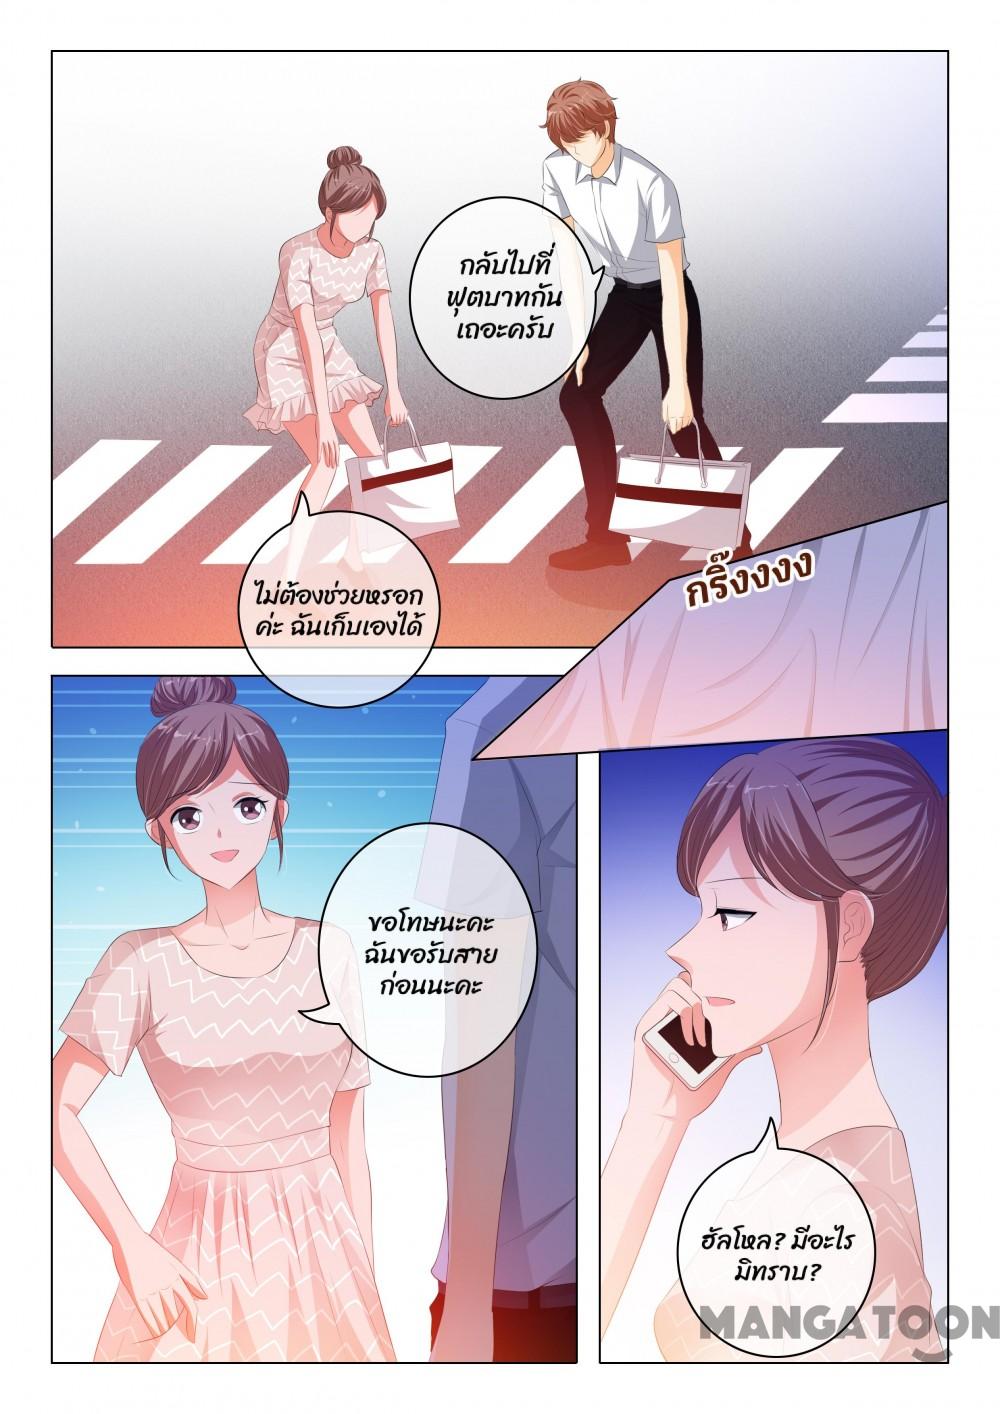 กลับไปที่
ฟุตบาทกัน
เถอะครับ
ไม่ต้องช่วยหรอก
ค่ะ ฉันเก็บเองได้
กริ๊งงงง
ขอโทษนะคะ
ฉันขอรับสาย
ก่อนนะคะ
ฮัลโหล? มีอะไร
มิทราบ?
MANGATOON